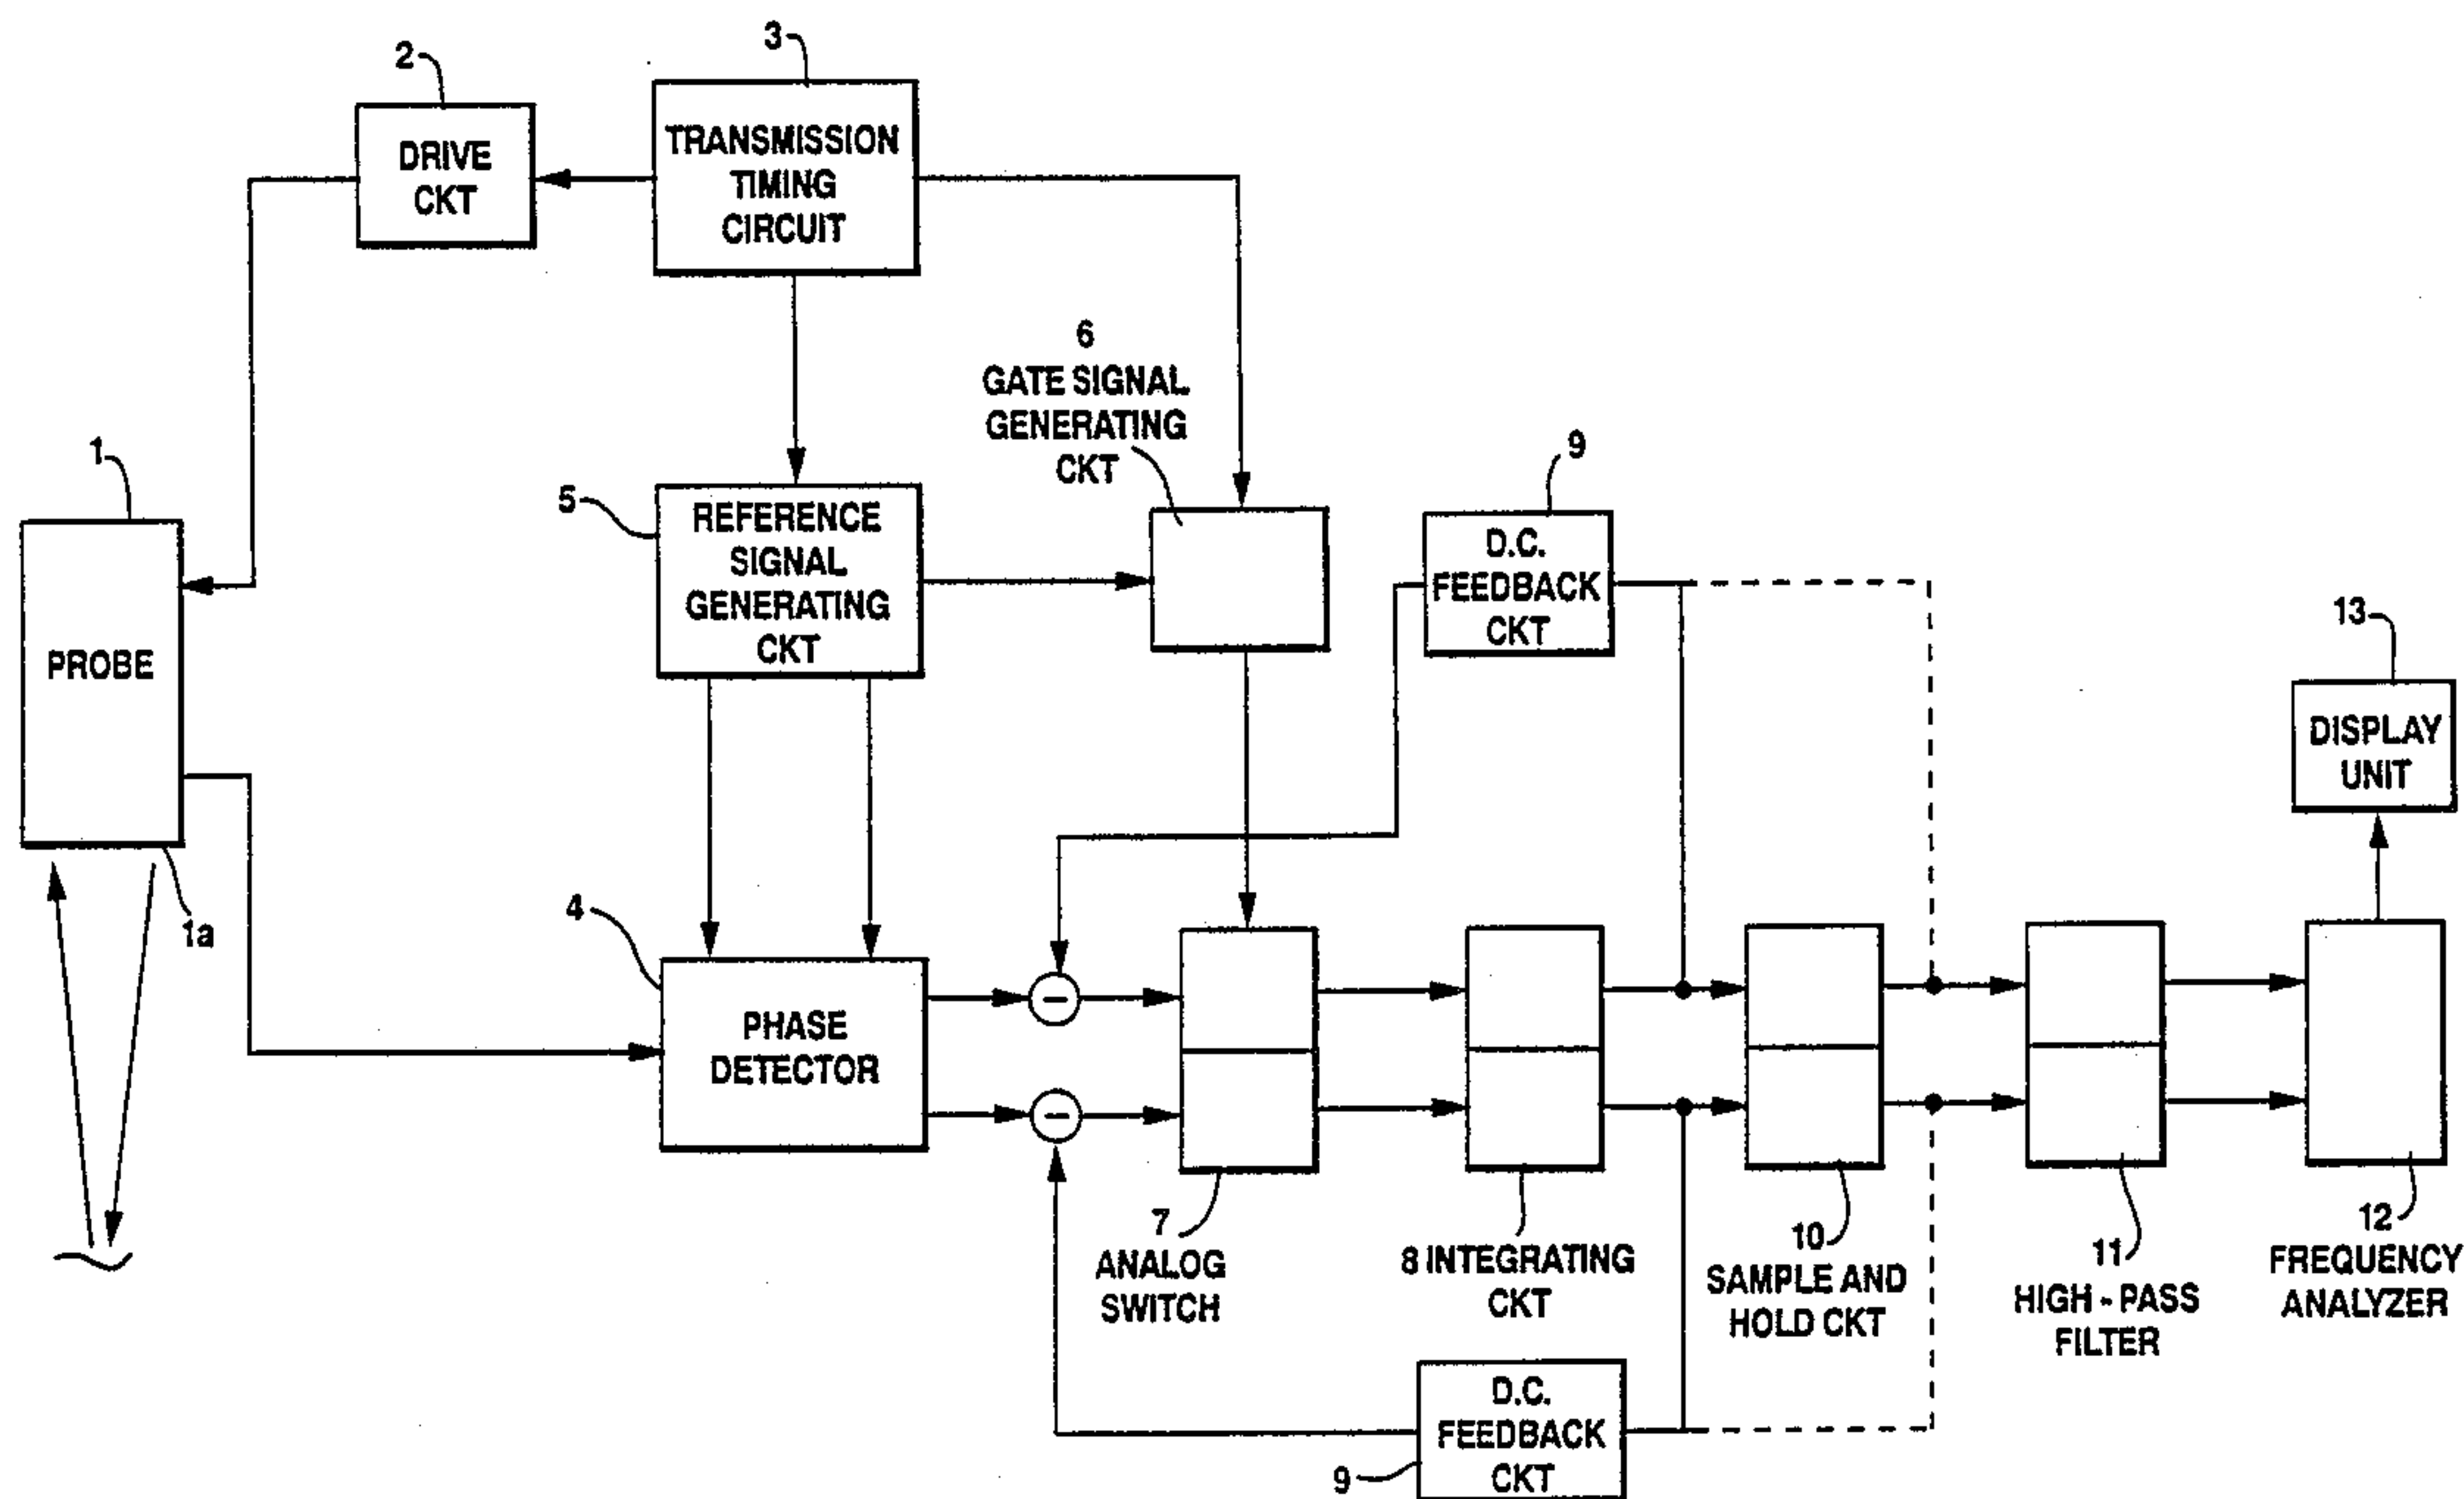 3
2
TRANSMISSION
TIMING
CIRCUIT
DRIVE
CKT
6
GATE SIGNAL
GENERATING
CKT
1
5
REFERENCE
SIGNAL
GENERATING
CKT
9
D.C.
FEEDBACK
CKT
13
DISPLAY
UNIT
PROBE
1a
4
PHASE
DETECTOR
−
−
7
ANALOG
SWITCH
8 INTEGRATING
CKT
10
SAMPLE AND
HOLD CKT
11
HIGH - PASS
FILTER
12
FREQUENCY
ANALYZER
D.C.
FEEDBACK
CKT
9